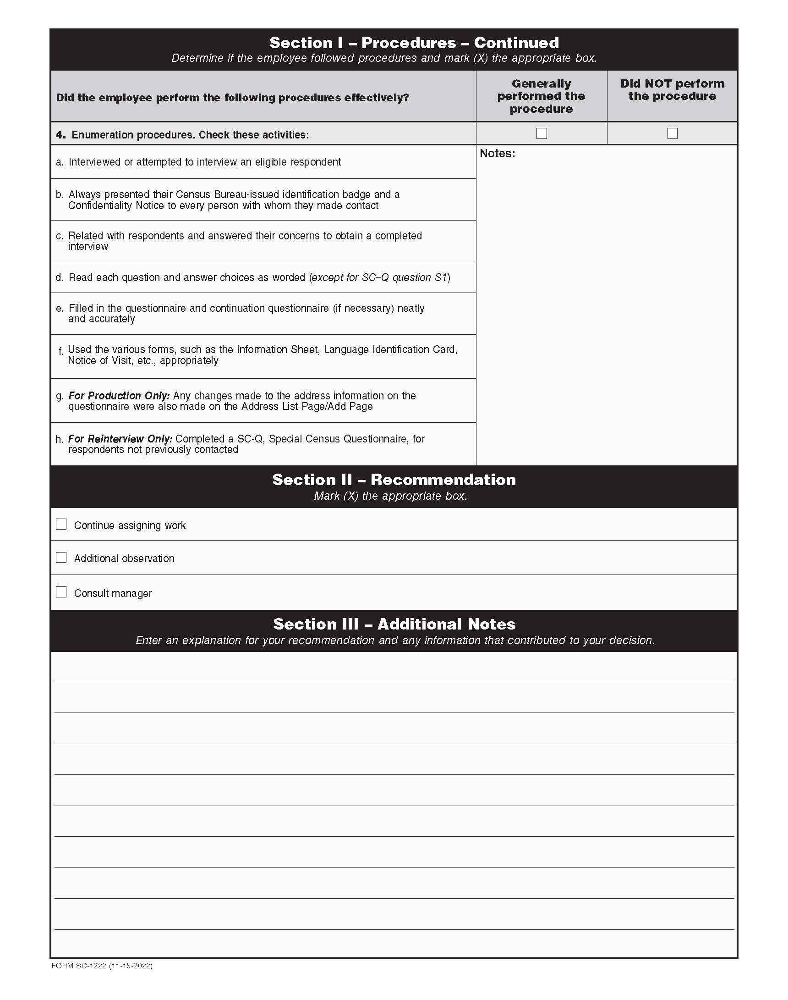 Section I – Procedures – Continued
Determine if the employee followed procedures and mark (X) the appropriate box.
Did the employee perform the following procedures effectively?
Generally
performed the
procedure
DId NOT perform
the procedure
4. Enumeration procedures. Check these activities:
a. Interviewed or attempted to interview an eligible respondent
Notes:
b. Always presented their Census Bureau-issued identification badge and a
Confidentiality Notice to every person with whom they made contact
c. Related with respondents and answered their concerns to obtain a completed
interview
d. Read each question and answer choices as worded (except for SC–Q question S1)
e. Filled in the questionnaire and continuation questionnaire (if necessary) neatly
and accurately
f. Used the various forms, such as the Information Sheet, Language Identification Card,
Notice of Visit, etc., appropriately
g. For Production Only: Any changes made to the address information on the
questionnaire were also made on the Address List Page/Add Page
h. For Reinterview Only: Completed a SC-Q, Special Census Questionnaire, for
respondents not previously contacted
Section II – Recommendation
Mark (X) the appropriate box.
Continue assigning work
Additional observation
Consult manager
Section III – Additional Notes
Enter an explanation for your recommendation and any information that contributed to your decision.
FORM SC-1222 (11-15-2022)